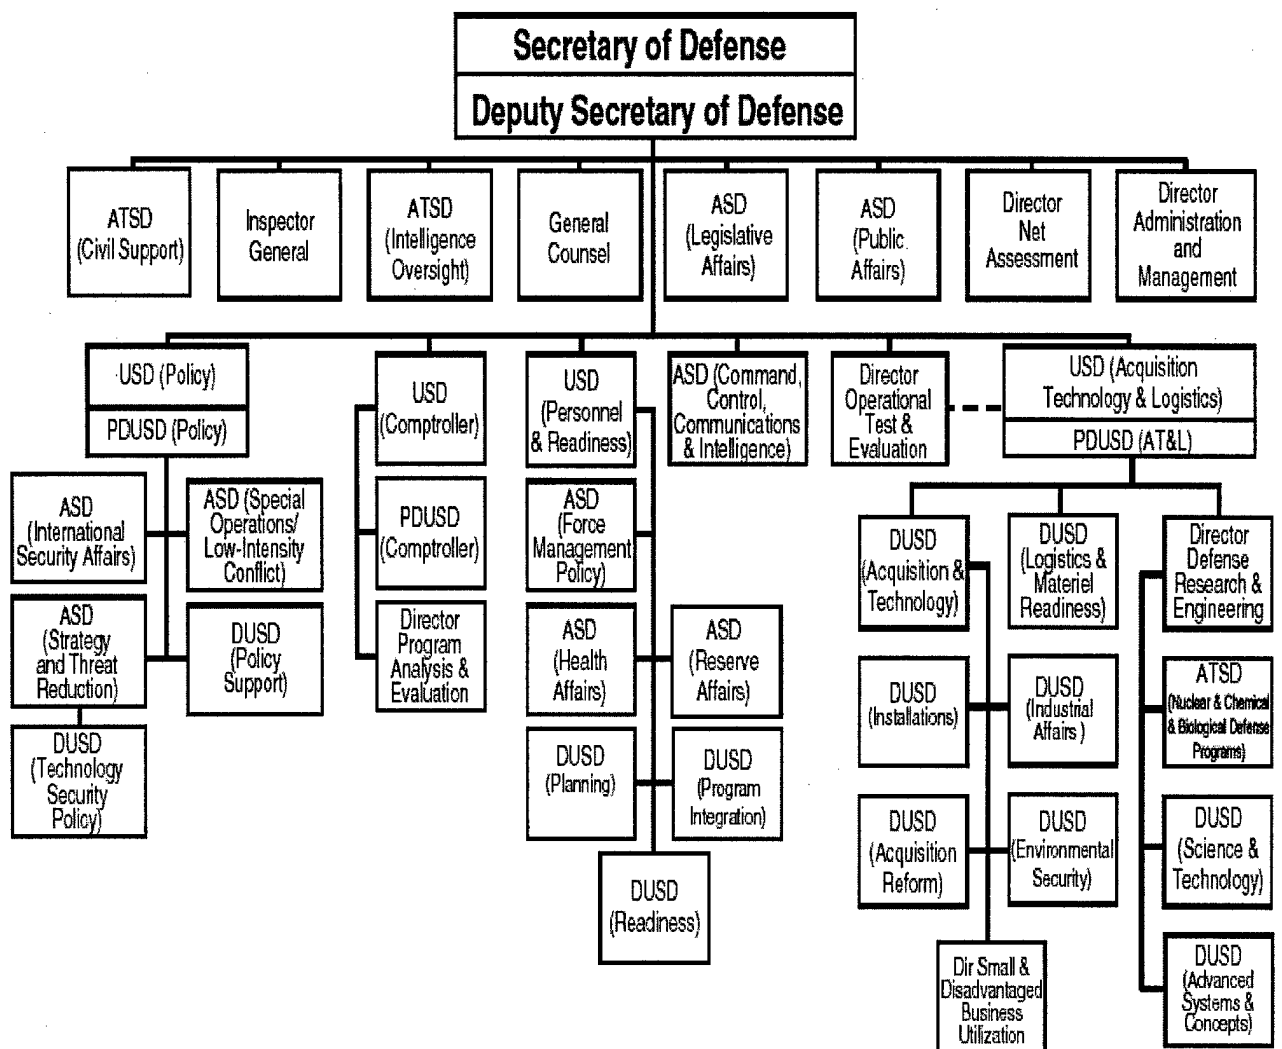 Secretary of Defense
Deputy Secretary of Defense
ATSD
(Civil Support)
Inspector
General
ATSD
(Intelligence
Oversight)
General
Counsel
ASD
(Legislative
Affairs)
ASD
(Public
Affairs)
Director
Net
Assessment
Director
Administration
and
Management
USD (Policy)
PDUSD (Policy)
USD
(Comptroller)
USD
(Personnel
& Readiness)
ASD (Command,
Control,
Communications
& Intelligence)
Director
Operational
Test &
Evaluation
USD (Acquisition
Technology & Logistics)
PDUSD (AT&L)
ASD
(International
Security Affairs)
ASD (Special
Operations/
Low-Intensity
Conflict)
PDUSD
(Comptroller)
ASD
(Force
Management
Policy)
DUSD
(Acquisition &
Technology)
DUSD
(Logistics &
Materiel
Readiness)
Director
Defense
Research &
Engineering
ASD
(Strategy
and Threat
Reduction)
DUSD
(Policy
Support)
Director
Program
Analysis &
Evaluation
ASD
(Health
Affairs)
ASD
(Reserve
Affairs)
DUSD
(Installations)
DUSD
(Industrial
Affairs )
ATSD
(Nuclear & Chemical
& Biological Defense
Programs)
DUSD
(Technology
Security
Policy)
DUSD
(Planning)
DUSD
(Program
Integration)
DUSD
(Acquisition
Reform)
DUSD
(Environmental
Security)
DUSD
(Science &
Technology)
DUSD
(Readiness)
Dir Small &
Disadvantaged
Business
Utilization
DUSD
(Advanced
Systems &
Concepts)